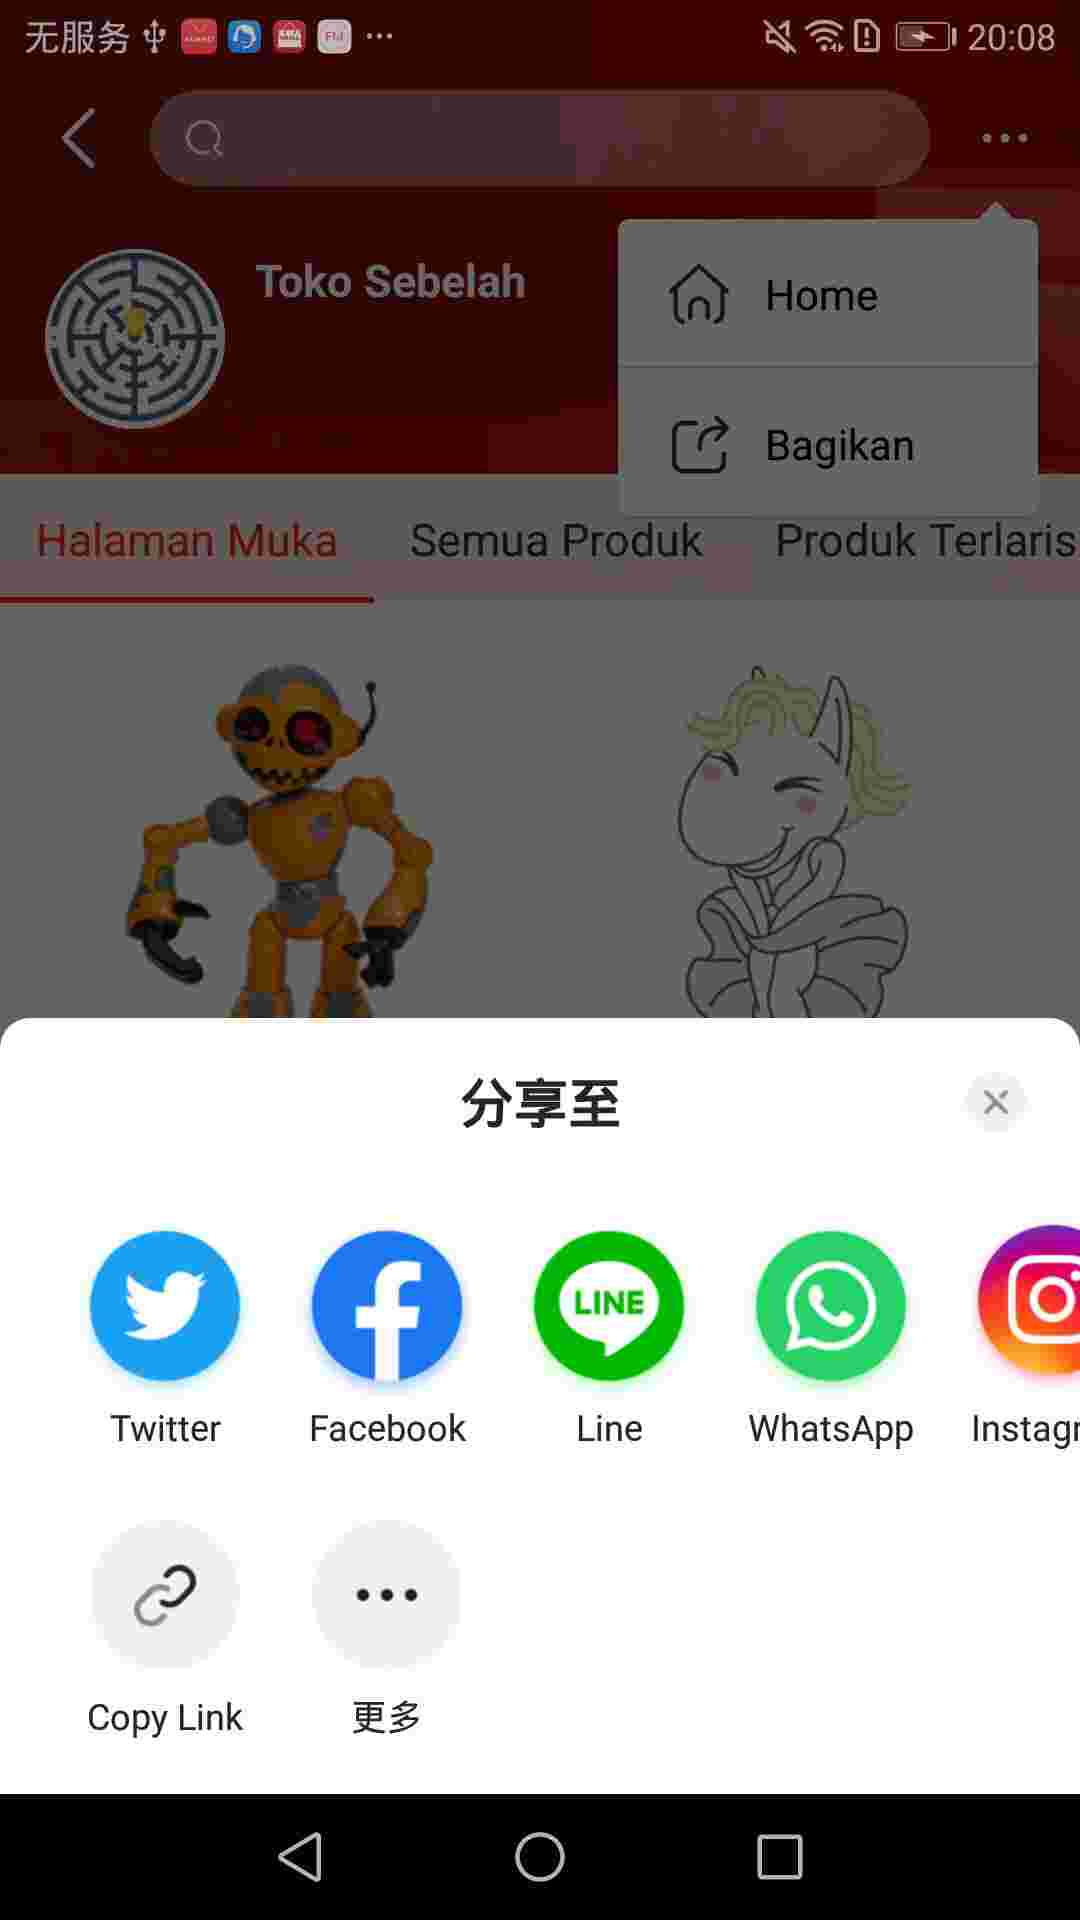 无服务 20:08
Toko Sebelah
Home
Bagikan
Halaman Muka Semua Produk Produk Terlaris
分享至
LINE
Twitter Facebook Line WhatsApp Instagr
Copy Link 更多